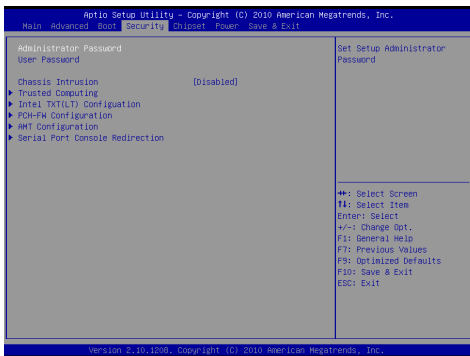 Aptio Setup Utility – Copyright (C) 2010 American Megatrends, Inc.
Main Advanced Boot Security Chipset Power Save & Exit
Administrator Password
User Password
Chassis Intrusion [Disabled]
Trusted Computing
Intel TXT(LT) Configuation
PCH-FW Configuration
AMT Configuration
Serial Port Console Redirection
Set Setup Administrator
Password
↔: Select Screen
↑↓: Select Item
Enter: Select
+/-: Change Opt.
F1: General Help
F7: Previous Values
F9: Optimized Defaults
F10: Save & Exit
ESC: Exit
Version 2.10.1208. Copyright (C) 2010 American Megatrends, Inc.